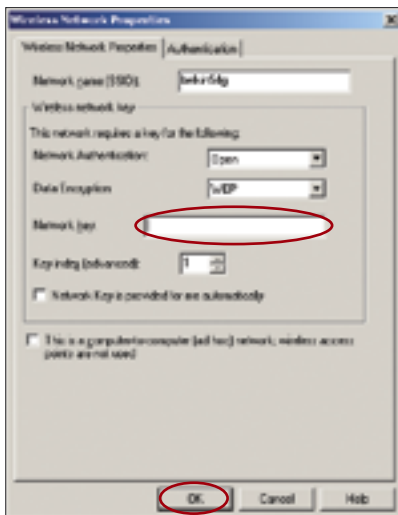 Wireless Network Properties
Wireless Network Properties
Authentication
Network name (SSID):
belkin54g
Wireless network key
This network requires a key for the following:
Network Authentication:
Open
Data Encryption
WEP
Network key:
Key index (advanced):
1
Network Key is provided for me automatically
This is a computer-to-computer (ad hoc) network; wireless access
points are not used
OK
Cancel
Help